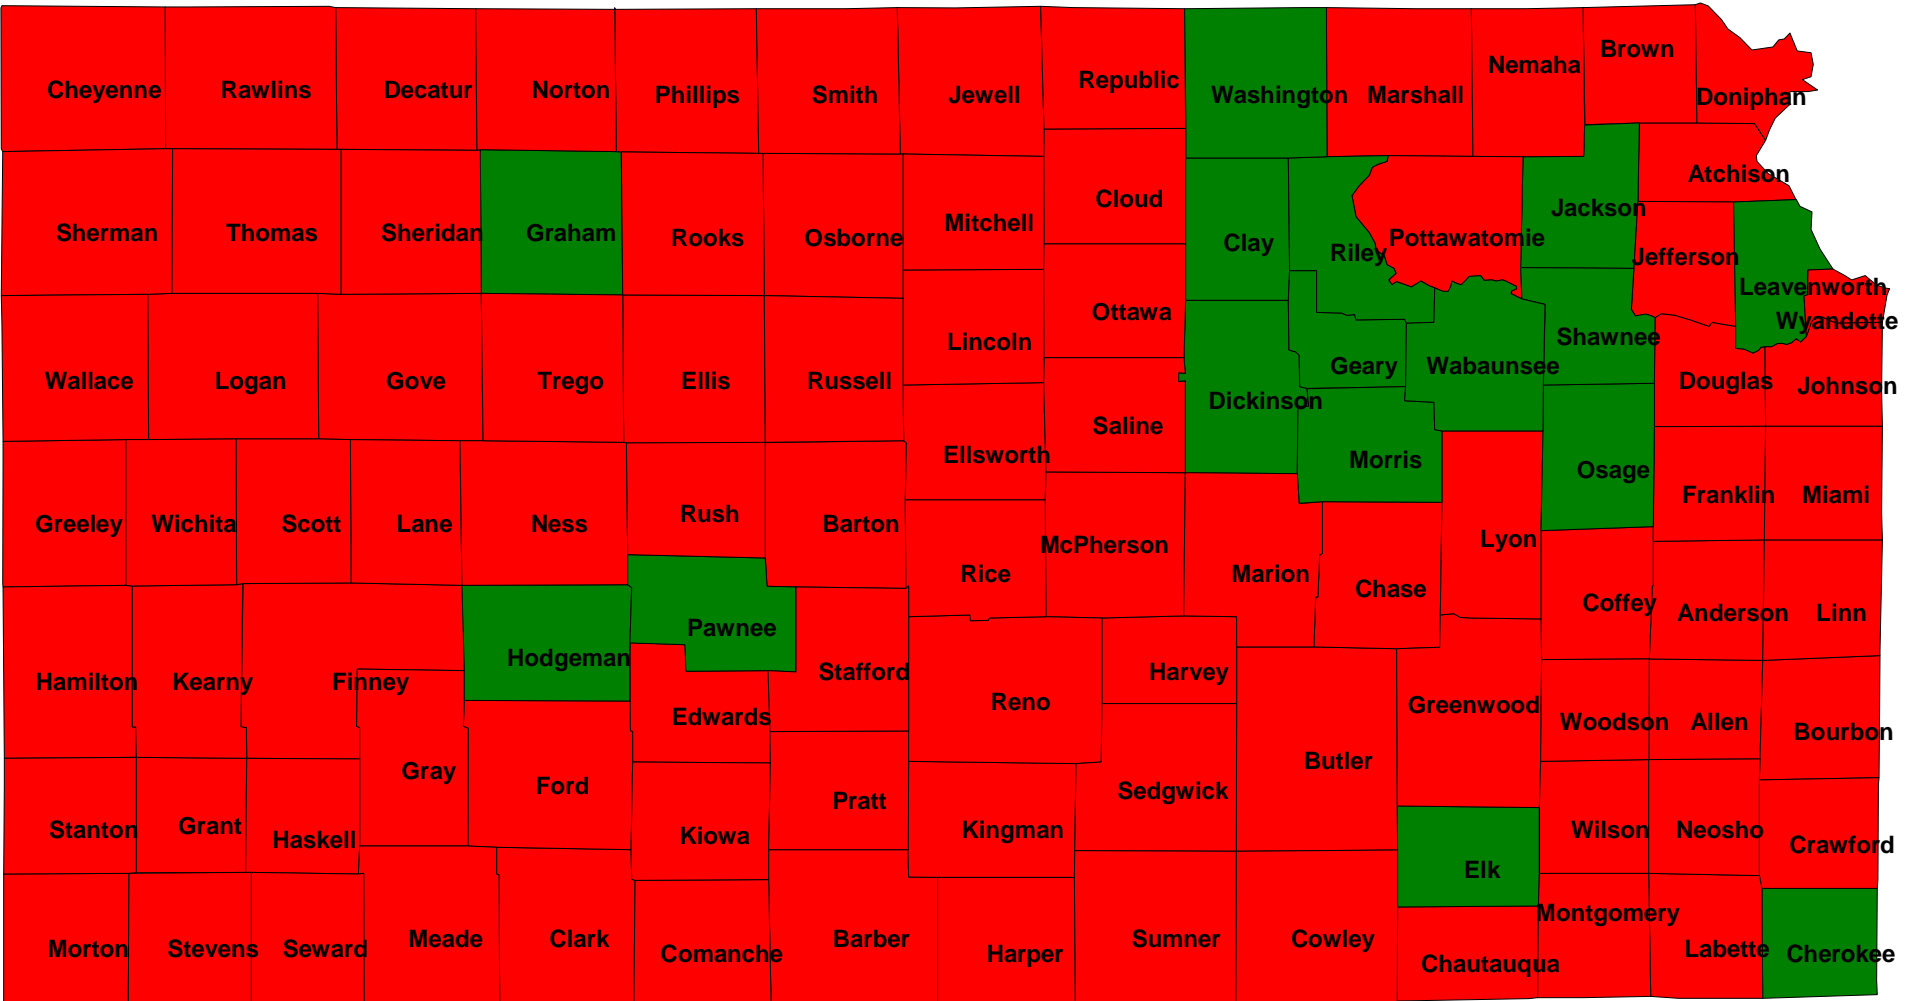 Cheyenne
Rawlins
Decatur
Norton
Phillips
Smith
Jewell
Republic
Washington
Marshall
Nemaha
Brown
Doniphan
Sherman
Thomas
Sheridan
Graham
Rooks
Osborne
Mitchell
Cloud
Clay
Riley
Pottawatomie
Jackson
Atchison
Jefferson
Leavenworth
Wyandotte
Wallace
Logan
Gove
Trego
Ellis
Russell
Lincoln
Ottawa
Saline
Dickinson
Geary
Wabaunsee
Shawnee
Douglas
Johnson
Ellsworth
Morris
Osage
Franklin
Miami
Greeley
Wichita
Scott
Lane
Ness
Rush
Barton
Rice
McPherson
Marion
Chase
Lyon
Coffey
Anderson
Linn
Hamilton
Kearny
Finney
Hodgeman
Pawnee
Stafford
Edwards
Reno
Harvey
Greenwood
Woodson
Allen
Bourbon
Gray
Ford
Kiowa
Pratt
Kingman
Sedgwick
Butler
Elk
Wilson
Neosho
Crawford
Stanton
Grant
Haskell
Morton
Stevens
Seward
Meade
Clark
Comanche
Barber
Harper
Sumner
Cowley
Chautauqua
Montgomery
Labette
Cherokee